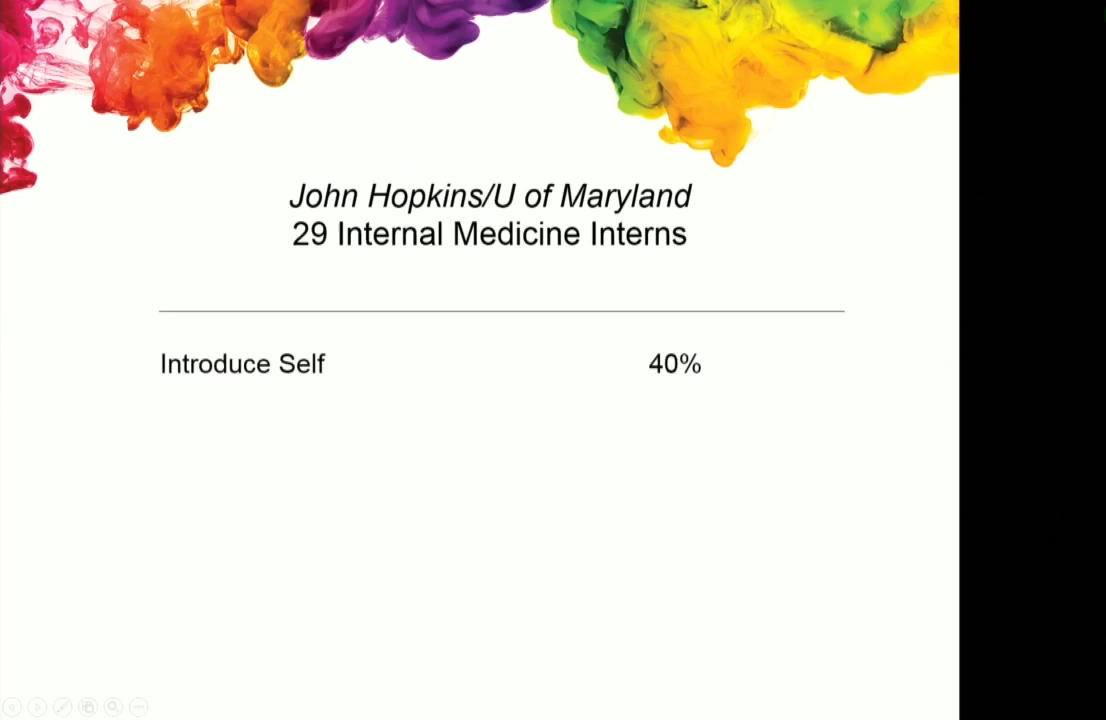 John Hopkins/U of Maryland
29 Internal Medicine Interns
Introduce Self 40%